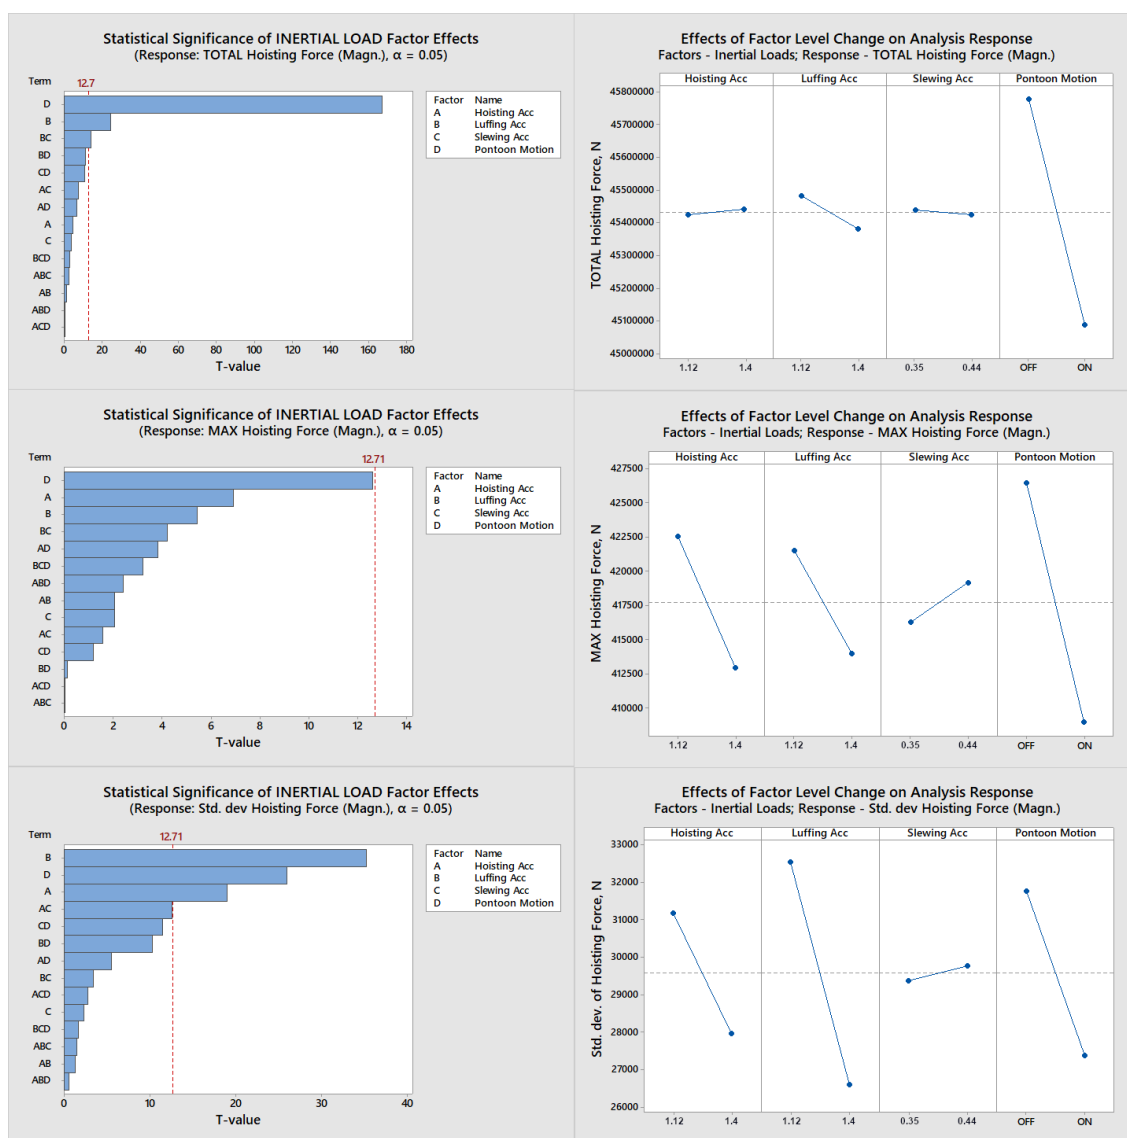 Statistical Significance of INERTIAL LOAD Factor Effects
(Response: TOTAL Hoisting Force (Magn.), α = 0.05)
Term
12.7
D
B
BC
BD
CD
AC
AD
A
C
BCD
ABC
AB
ABD
ACD
0 20 40 60 80 100 120 140 160 180
T-value
Factor Name
A Hoisting Acc
B Luffing Acc
C Slewing Acc
D Pontoon Motion
Effects of Factor Level Change on Analysis Response
Factors - Inertial Loads; Response - TOTAL Hoisting Force (Magn.)
Hoisting Acc Luffing Acc Slewing Acc Pontoon Motion
TOTAL Hoisting Force, N
45800000
45700000
45600000
45500000
45400000
45300000
45200000
45100000
45000000
1.12 1.4 1.12 1.4 0.35 0.44 OFF ON
Statistical Significance of INERTIAL LOAD Factor Effects
(Response: MAX Hoisting Force (Magn.), α = 0.05)
Term
12.71
D
A
B
BC
AD
BCD
ABD
AB
C
AC
CD
BD
ACD
ABC
0 2 4 6 8 10 12 14
T-value
Factor Name
A Hoisting Acc
B Luffing Acc
C Slewing Acc
D Pontoon Motion
Effects of Factor Level Change on Analysis Response
Factors - Inertial Loads; Response - MAX Hoisting Force (Magn.)
Hoisting Acc Luffing Acc Slewing Acc Pontoon Motion
MAX Hoisting Force, N
427500
425000
422500
420000
417500
415000
412500
410000
1.12 1.4 1.12 1.4 0.35 0.44 OFF ON
Statistical Significance of INERTIAL LOAD Factor Effects
(Response: Std. dev Hoisting Force (Magn.), α = 0.05)
Term
12.71
B
D
A
AC
CD
BD
AD
BC
ACD
C
BCD
ABC
AB
ABD
0 10 20 30 40
T-value
Factor Name
A Hoisting Acc
B Luffing Acc
C Slewing Acc
D Pontoon Motion
Effects of Factor Level Change on Analysis Response
Factors - Inertial Loads; Response - Std. dev Hoisting Force (Magn.)
Hoisting Acc Luffing Acc Slewing Acc Pontoon Motion
Std. dev. of Hoisting Force, N
33000
32000
31000
30000
29000
28000
27000
26000
1.12 1.4 1.12 1.4 0.35 0.44 OFF ON